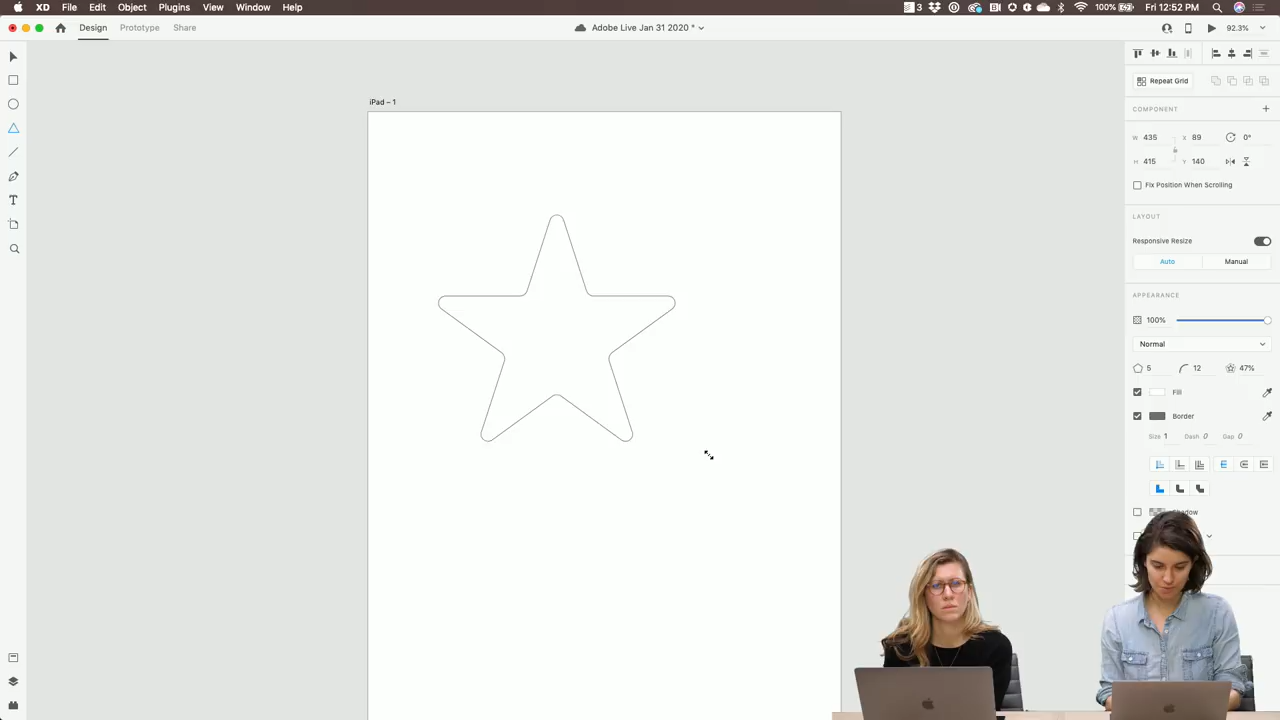 XD File Edit Object Plugins View Window Help
3
100%
Fri 12:52 PM
Design Prototype Share
Adobe Live Jan 31 2020 *
92.3%
iPad – 1
Repeat Grid
COMPONENT
W 435 X 89 0°
H 415 Y 140
Fix Position When Scrolling
LAYOUT
Responsive Resize
Auto Manual
APPEARANCE
100%
Normal
5 12 47%
Fill
Border
Size 1 Dash 0 Gap 0
Shadow